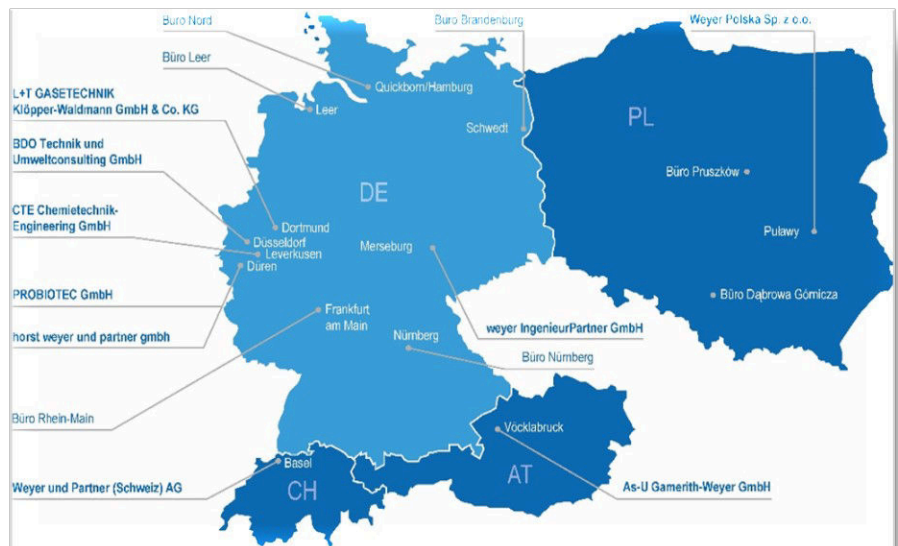 Büro Nord
Büro Brandenburg
Weyer Polska Sp. z o.o.
Büro Leer
Quickborn/Hamburg
L+T GASETECHNIK
Klöpper-Waldmann GmbH & Co. KG
Leer
Schwedt
PL
BDO Technik und
Umweltconsulting GmbH
Büro Pruszków
DE
CTE Chemietechnik-
Engineering GmbH
Dortmund
Düsseldorf
Leverkusen
Düren
Merseburg
Puławy
PROBIOTEC GmbH
Büro Dąbrowa Górnicza
Frankfurt
am Main
horst weyer und partner gmbh
Nürnberg
weyer IngenieurPartner GmbH
Büro Nürnberg
Büro Rhein-Main
Vöcklabruck
Basel
Weyer und Partner (Schweiz) AG
CH
AT
As-U Gamerith-Weyer GmbH